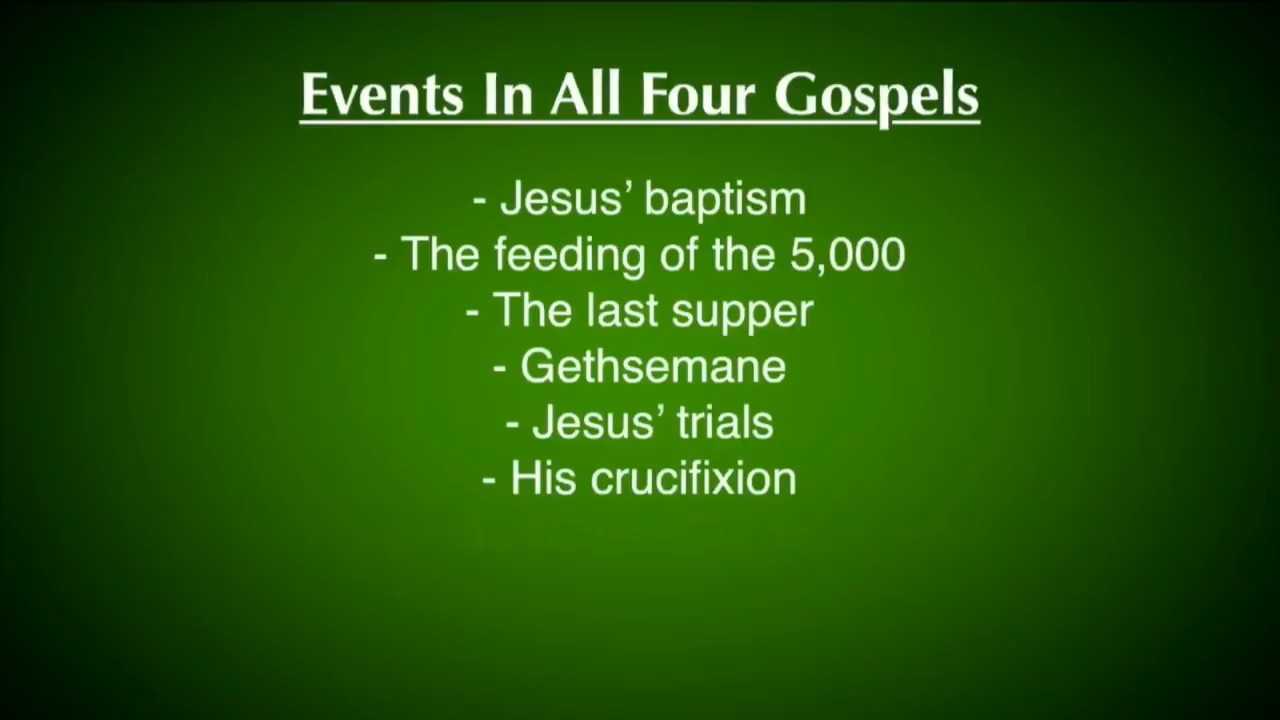 Events In All Four Gospels
- Jesus’ baptism
- The feeding of the 5,000
- The last supper
- Gethsemane
- Jesus’ trials
- His crucifixion